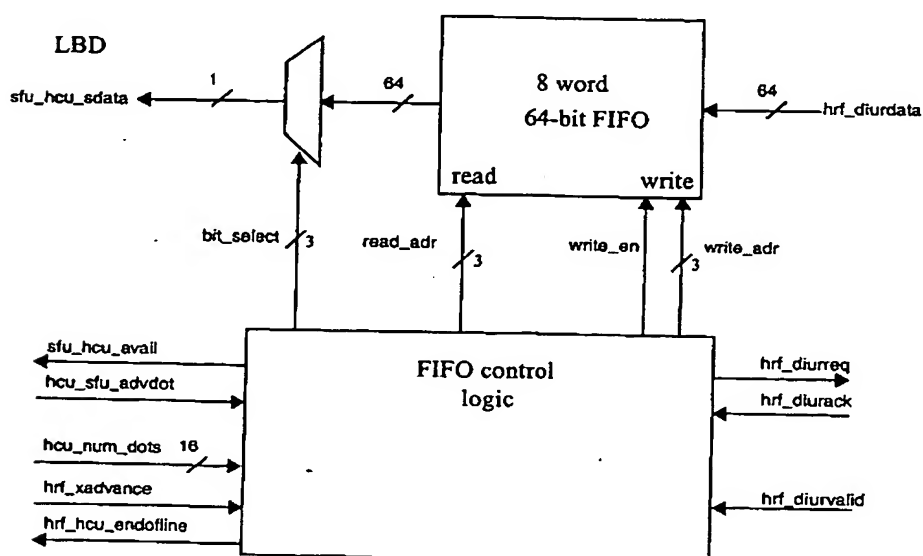 LBD
1
64
8 word
64-bit FIFO
64
sfu_hcu_sdata
hrf_diurdata
read
write
bit_select
3
read_adr
3
write_en
write_adr
3
sfu_hcu_avail
hcu_sfu_advdot
FIFO control
logic
hrf_diurreq
hrf_diurack
hcu_num_dots
16
hrf_xadvance
hrf_hcu_endofline
hrf_diurvalid